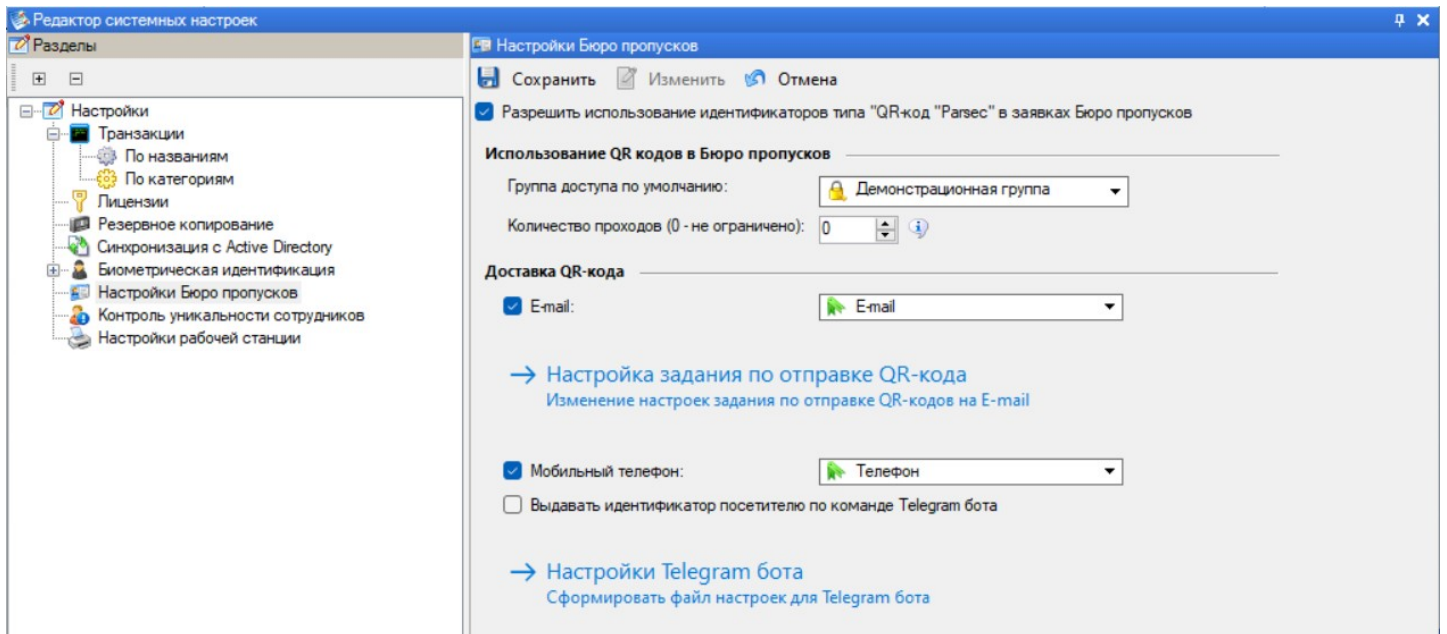 Редактор системных настроек
Разделы
Настройки
Транзакции
По названиям
По категориям
Лицензии
Резервное копирование
Синхронизация с Active Directory
Биометрическая идентификация
Настройки Бюро пропусков
Контроль уникальности сотрудников
Настройки рабочей станции
Настройки Бюро пропусков
Сохранить Изменить Отмена
Разрешить использование идентификаторов типа "QR-код "Parsec" в заявках Бюро пропусков
Использование QR кодов в Бюро пропусков
Группа доступа по умолчанию: Демонстрационная группа
Количество проходов (0 - не ограничено): 0
Доставка QR-кода
E-mail: E-mail
Настройка задания по отправке QR-кода
Изменение настроек задания по отправке QR-кодов на E-mail
Мобильный телефон: Телефон
Выдавать идентификатор посетителю по команде Telegram бота
Настройки Telegram бота
Сформировать файл настроек для Telegram бота